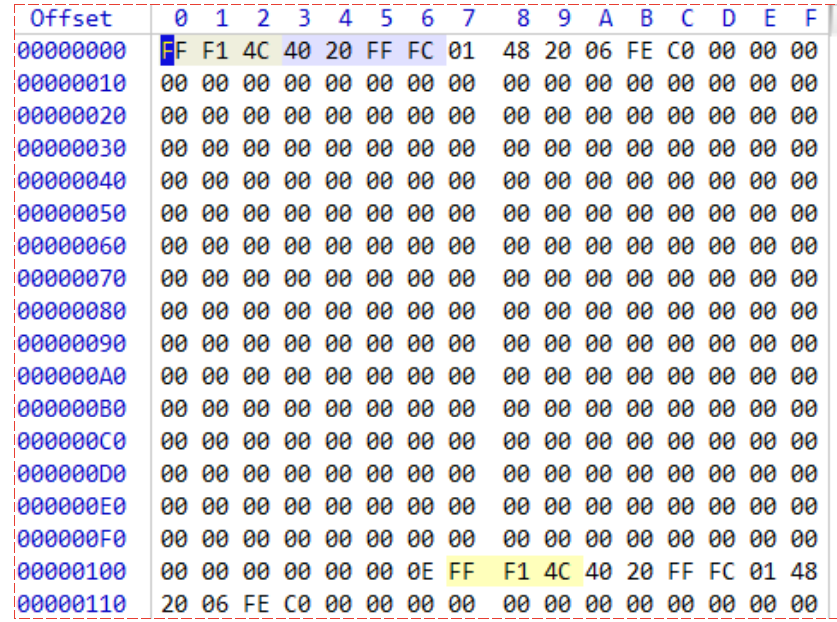 Offset 0 1 2 3 4 5 6 7 8 9 A B C D E F
00000000 FF F1 4C 40 20 FF FC 01 48 20 06 FE C0 00 00 00
00000010 00 00 00 00 00 00 00 00 00 00 00 00 00 00 00 00
00000020 00 00 00 00 00 00 00 00 00 00 00 00 00 00 00 00
00000030 00 00 00 00 00 00 00 00 00 00 00 00 00 00 00 00
00000040 00 00 00 00 00 00 00 00 00 00 00 00 00 00 00 00
00000050 00 00 00 00 00 00 00 00 00 00 00 00 00 00 00 00
00000060 00 00 00 00 00 00 00 00 00 00 00 00 00 00 00 00
00000070 00 00 00 00 00 00 00 00 00 00 00 00 00 00 00 00
00000080 00 00 00 00 00 00 00 00 00 00 00 00 00 00 00 00
00000090 00 00 00 00 00 00 00 00 00 00 00 00 00 00 00 00
000000A0 00 00 00 00 00 00 00 00 00 00 00 00 00 00 00 00
000000B0 00 00 00 00 00 00 00 00 00 00 00 00 00 00 00 00
000000C0 00 00 00 00 00 00 00 00 00 00 00 00 00 00 00 00
000000D0 00 00 00 00 00 00 00 00 00 00 00 00 00 00 00 00
000000E0 00 00 00 00 00 00 00 00 00 00 00 00 00 00 00 00
000000F0 00 00 00 00 00 00 00 00 00 00 00 00 00 00 00 00
00000100 00 00 00 00 00 00 0E FF F1 4C 40 20 FF FC 01 48
00000110 20 06 FE C0 00 00 00 00 00 00 00 00 00 00 00 00